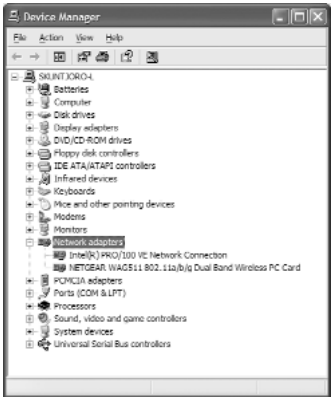 Device Manager
File Action View Help
SKUNTJORO-L
Batteries
Computer
Disk drives
Display adapters
DVD/CD-ROM drives
Floppy disk controllers
IDE ATA/ATAPI controllers
Infrared devices
Keyboards
Mice and other pointing devices
Modems
Monitors
Network adapters
Intel(R) PRO/100 VE Network Connection
NETGEAR WAG511 802.11a/b/g Dual Band Wireless PC Card
PCMCIA adapters
Ports (COM & LPT)
Processors
Sound, video and game controllers
System devices
Universal Serial Bus controllers